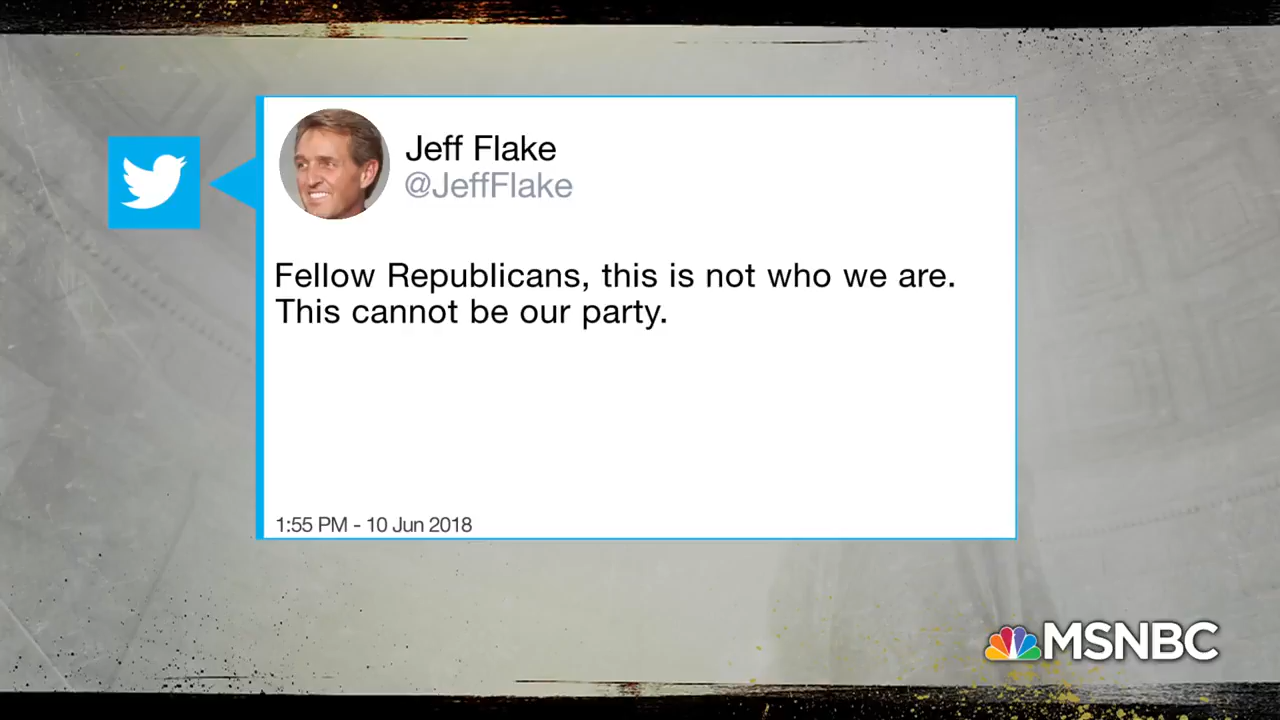 Jeff Flake
@JeffFlake
Fellow Republicans, this is not who we are.
This cannot be our party.
1:55 PM - 10 Jun 2018
MSNBC